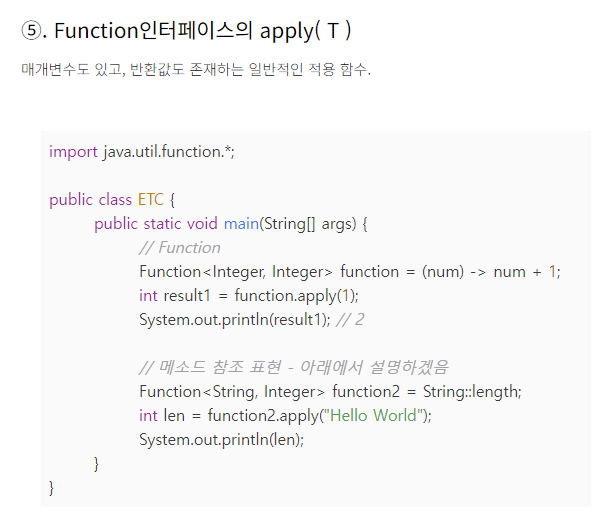 ⑤. Function인터페이스의 apply( T )
매개변수도 있고, 반환값도 존재하는 일반적인 적용 함수.
import java.util.function.*;
public class ETC {
public static void main(String[] args) {
// Function
Function<Integer, Integer> function = (num) -> num + 1;
int result1 = function.apply(1);
System.out.println(result1); // 2
// 메소드 참조 표현 - 아래에서 설명하겠음
Function<String, Integer> function2 = String::length;
int len = function2.apply("Hello World");
System.out.println(len);
}
}